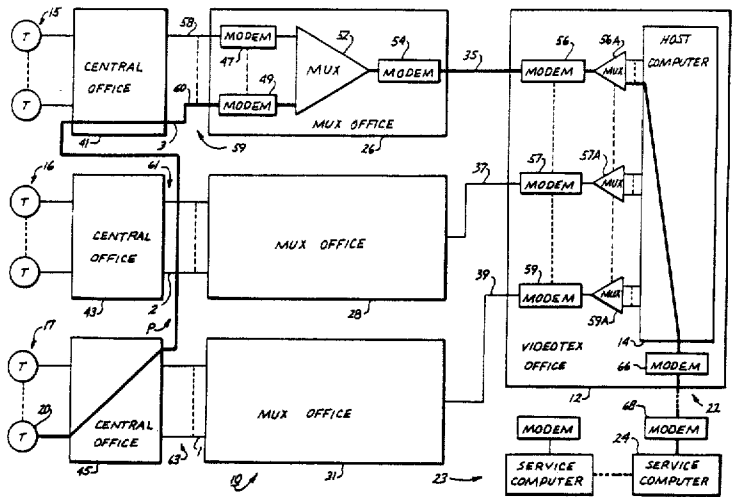 15
T
T
CENTRAL
OFFICE
41
3
58
60
59
MODEM
47
49
MODEM
52
MUX
54
MODEM
MUX OFFICE
26
35
56
MODEM
56A
MUX
HOST
COMPUTER
16
T
T
61
CENTRAL
OFFICE
43
2
P
MUX OFFICE
28
37
57
MODEM
57A
MUX
39
59
MODEM
MUX
59A
VIDEOTEX
OFFICE
14
66
MODEM
12
22
17
T
20
T
CENTRAL
OFFICE
45
63
1
MUX OFFICE
31
10
23
MODEM
68
MODEM
24
SERVICE
COMPUTER
SERVICE
COMPUTER